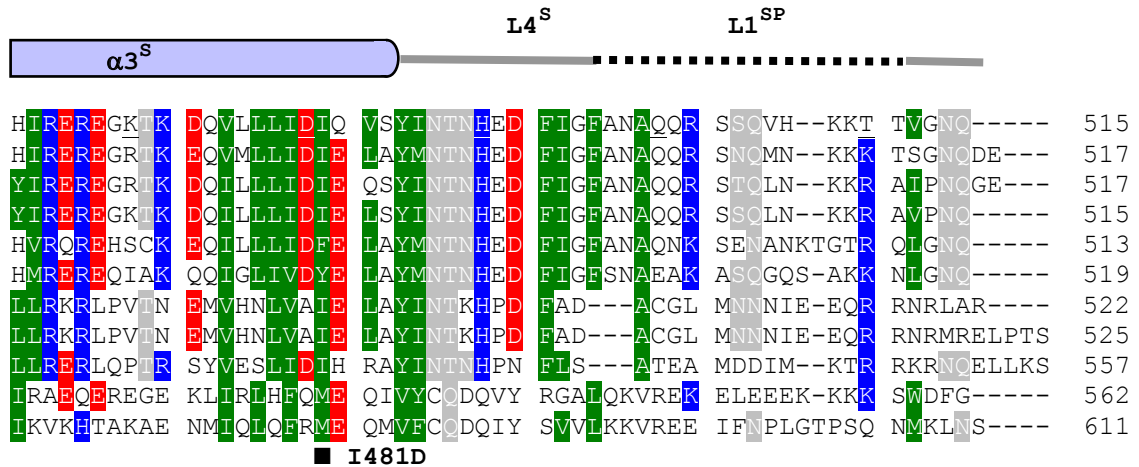 L4S L1SP
α3S
HIREREGKTK DQVLLLIDIQ VSYINTNHED FIGFANAQQR SSQVH--KKT TVGNQ----- 515
HIREREGRTK EQVMLLIDIE LAYMNTNHED FIGFANAQQR SNQMN--KKK TSGNQDE--- 517
YIREREGRTK DQILLLIDIE QSYINTNHED FIGFANAQQR STQLN--KKR AIPNQGE--- 517
YIREREGKTK DQILLLIDIE LSYINTNHED FIGFANAQQR SSQLN--KKR AVPNQ----- 515
HVRQREHSCK EQILLLIDFE LAYMNTNHED FIGFANAQNK SENANKTGTR QLGNQ----- 513
HMREREQIAK QQIGLIVDYE LAYMNTNHED FIGFSNAEAK ASQGQS-AKK NLGNQ----- 519
LLRKRLPVTN EMVHNLVAIE LAYINTKHPD FAD---ACGL MNNNIE-EQR RNRLAR---- 522
LLRKRLPVTN EMVHNLVAIE LAYINTKHPD FAD---ACGL MNNNIE-EQR RNRMRELPTS 525
LLRERLQPTR SYVESLIDIH RAYINTNHPN FLS---ATEA MDDIM--KTR RKRNQELLKS 557
IRAEQEREGE KLIRLHFQME QIVYCQDQVY RGALQKVREK ELEEEK-KKK SWDFG----- 562
IKVKHTAKAE NMIQLQFRME QMVFCQDQIY SVVLKKVREE IFNPLGTPSQ NMKLNS---- 611
■ I481D